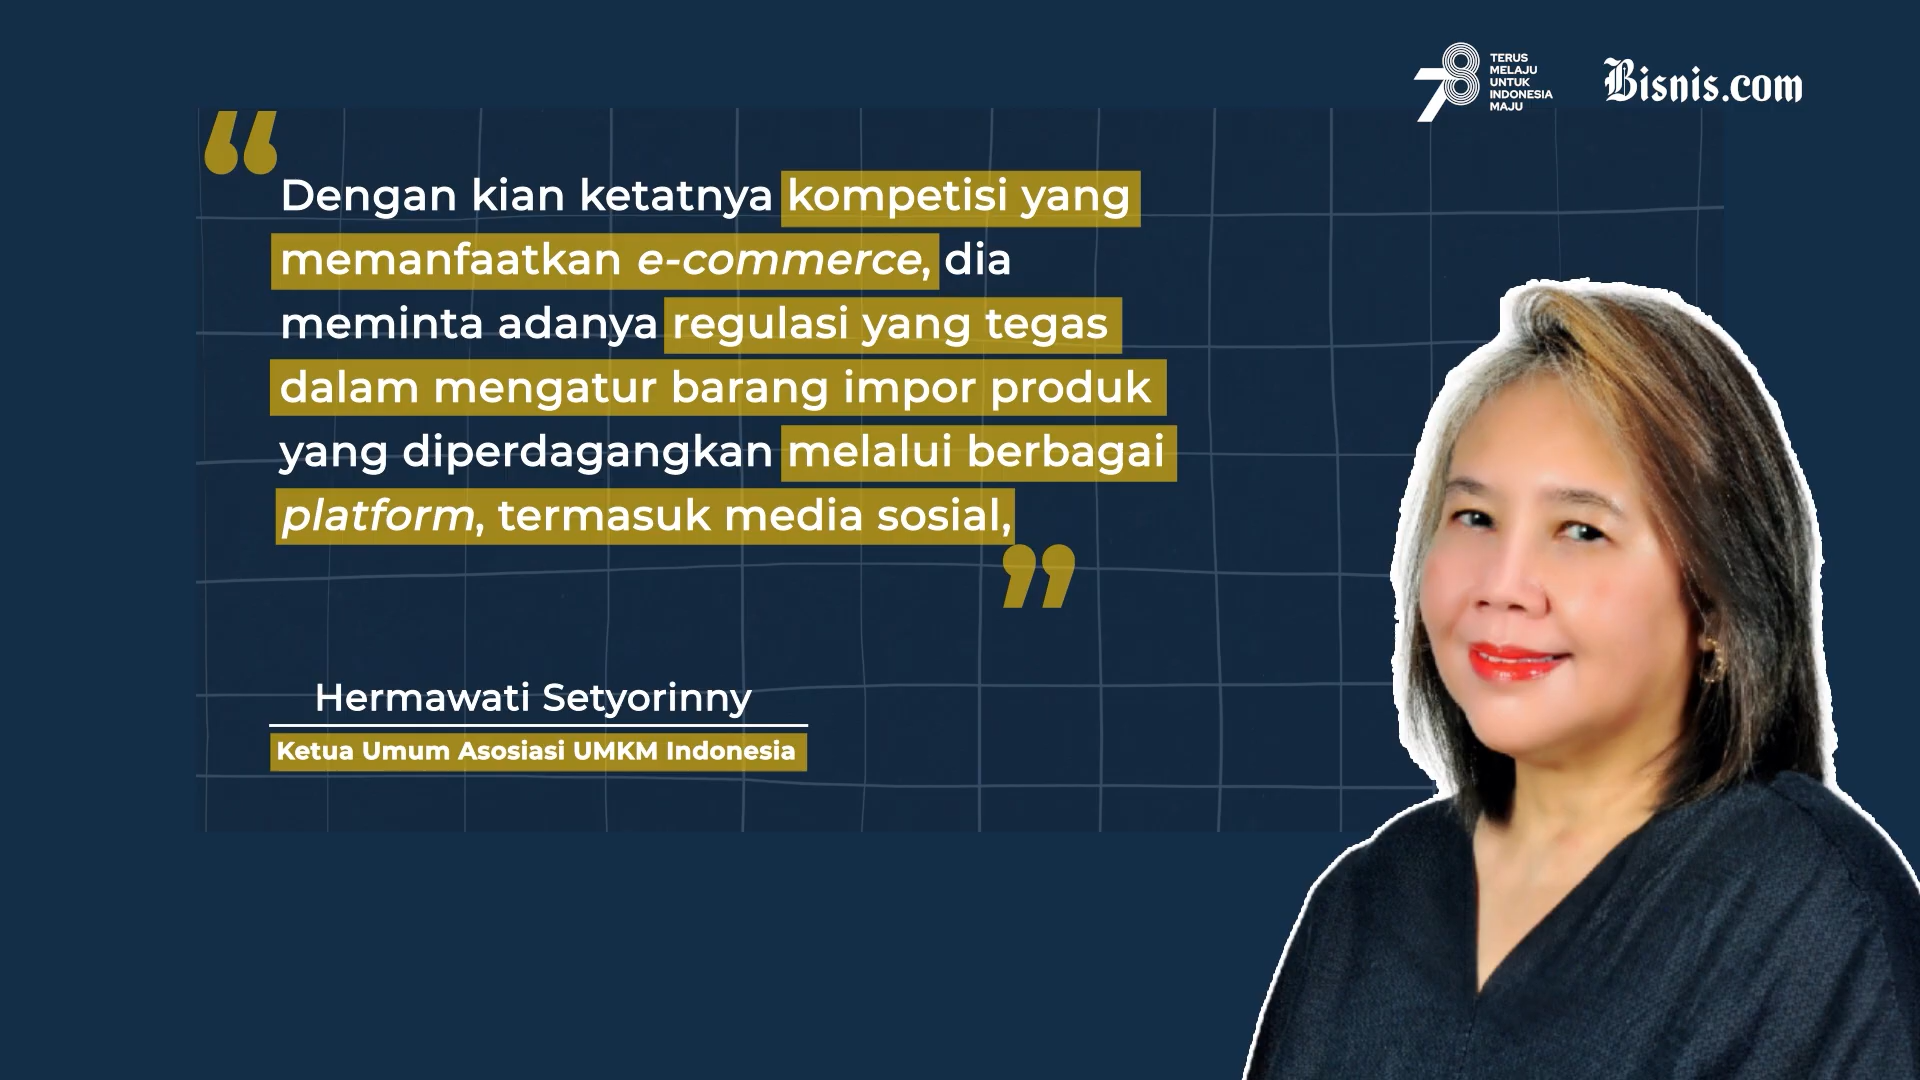 78 TERUS
MELAJU
UNTUK
INDONESIA
MAJU
Bisnis.com
“
Dengan kian ketatnya kompetisi yang
memanfaatkan e-commerce, dia
meminta adanya regulasi yang tegas
dalam mengatur barang impor produk
yang diperdagangkan melalui berbagai
platform, termasuk media sosial,
”
Hermawati Setyorinny
Ketua Umum Asosiasi UMKM Indonesia